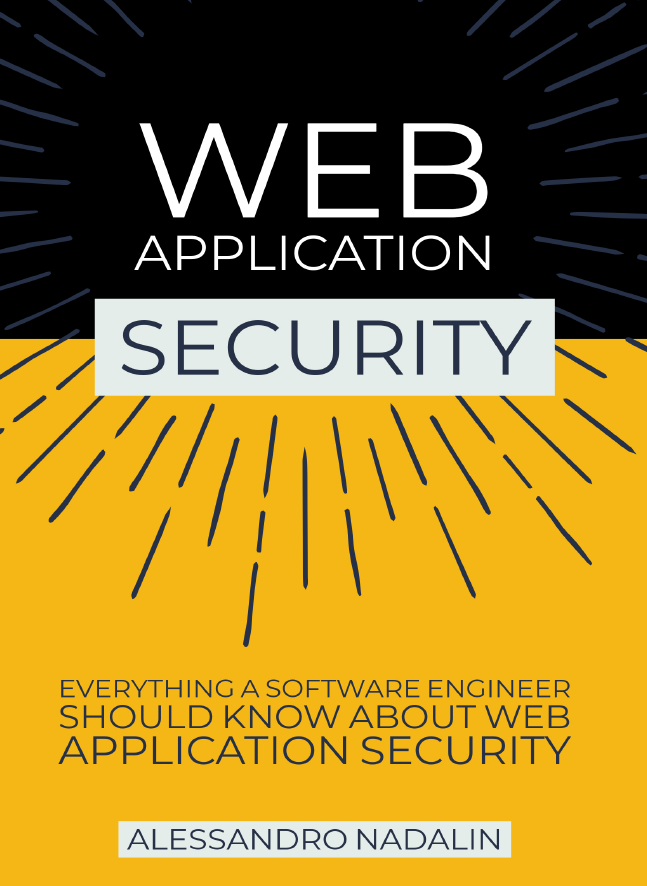 WEB
APPLICATION
SECURITY
EVERYTHING A SOFTWARE ENGINEER
SHOULD KNOW ABOUT WEB
APPLICATION SECURITY
ALESSANDRO NADALIN